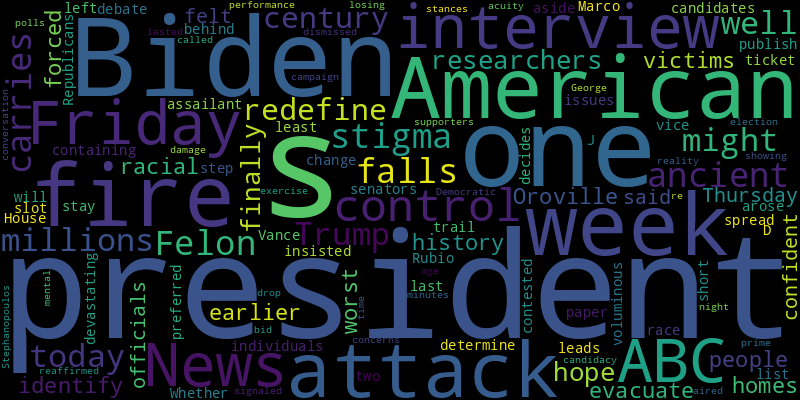 polls
left
debate
felt
century
performance
losing
stances
acuity
aside
Marco
candidates
lasted
dismissed
behind
called
interview
well
Biden
forced
Republicans
campaign
researchers
victims
publish
ticket
conversation
carries
Friday
assailant
redefine
American
George
issues
containing
damage
least
stigma
supporters
vice
J
might
election
racial
step
change
falls
one
decides
reality
showing
finally
s
fire
will
stay
exercise
senators
Democratic
ancient
slot
House
control
Oroville
said
re
Thursday
arose
spread
D
millions
Felon
Vance
Trump
trail
history
week
confident
insisted
Rubio
president
Stephanopoulos
mental
devastating
officials
preferred
earlier
drop
bid
worst
age
last
minutes
time
contested
voluminous
short
night
paper
race
today
individuals
concerns
determine
leads
candidacy
prime
people
reaffirmed
identify
Whether
signaled
News
two
attack
hope
evacuate
ABC
list
aired
homes